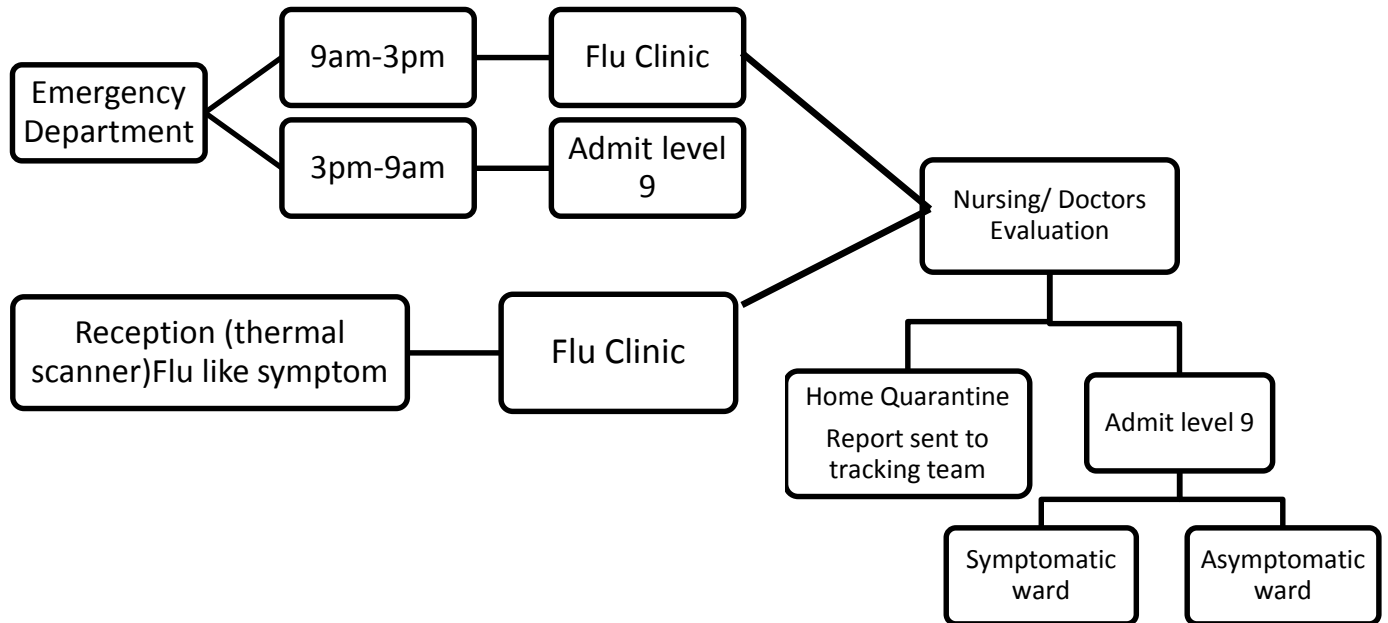 9am-3pm
Flu Clinic
Emergency
Department
3pm-9am
Admit level
9
Nursing/ Doctors
Evaluation
Reception (thermal
scanner)Flu like symptom
Flu Clinic
Home Quarantine
Report sent to
tracking team
Admit level 9
Symptomatic
ward
Asymptomatic
ward